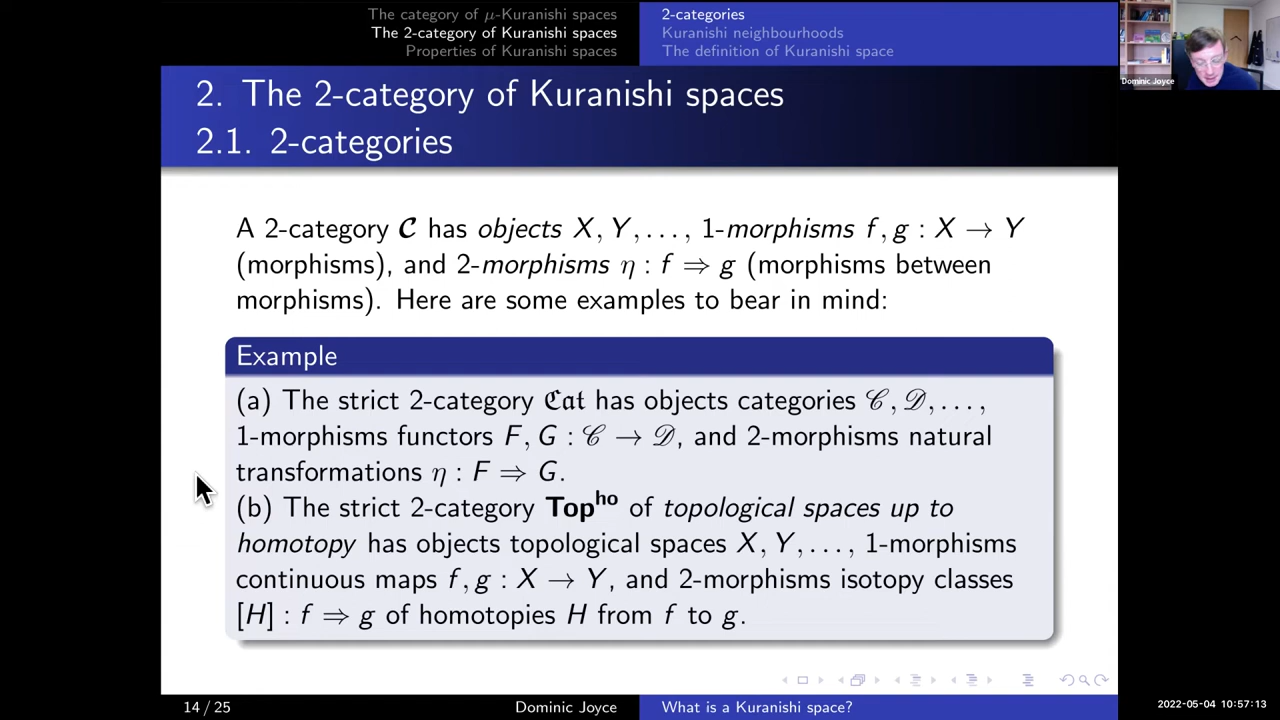 The category of μ-Kuranishi spaces
The 2-category of Kuranishi spaces
Properties of Kuranishi spaces
2-categories
Kuranishi neighbourhoods
The definition of Kuranishi space
Dominic Joyce
2. The 2-category of Kuranishi spaces
2.1. 2-categories
A 2-category 𝓒 has objects X, Y, . . . , 1-morphisms f, g : X → Y
(morphisms), and 2-morphisms η : f ⇒ g (morphisms between
morphisms). Here are some examples to bear in mind:
Example
(a) The strict 2-category ℭ𝔞𝔱 has objects categories 𝒞, 𝒟, . . . ,
1-morphisms functors F, G : 𝒞 → 𝒟, and 2-morphisms natural
transformations η : F ⇒ G.
(b) The strict 2-category Top^ho of topological spaces up to
homotopy has objects topological spaces X, Y, . . . , 1-morphisms
continuous maps f, g : X → Y, and 2-morphisms isotopy classes
[H] : f ⇒ g of homotopies H from f to g.
14 / 25
Dominic Joyce
What is a Kuranishi space?
2022-05-04 10:57:13